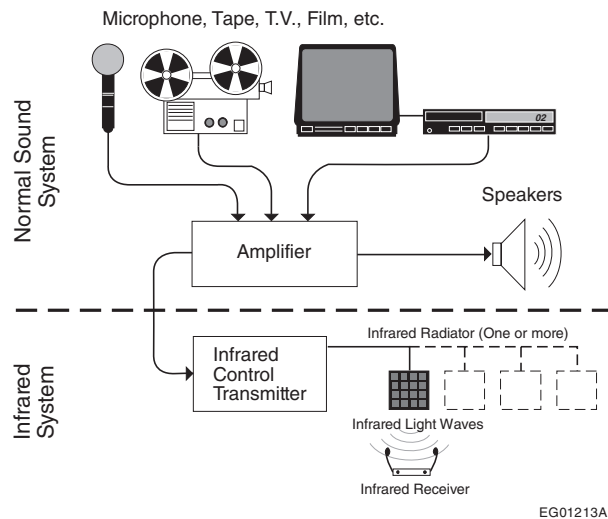 Microphone, Tape, T.V., Film, etc.
02
Normal Sound
System
Speakers
Amplifier
Infrared Radiator (One or more)
Infrared
Control
Transmitter
Infrared
System
Infrared Light Waves
Infrared Receiver
EG01213A